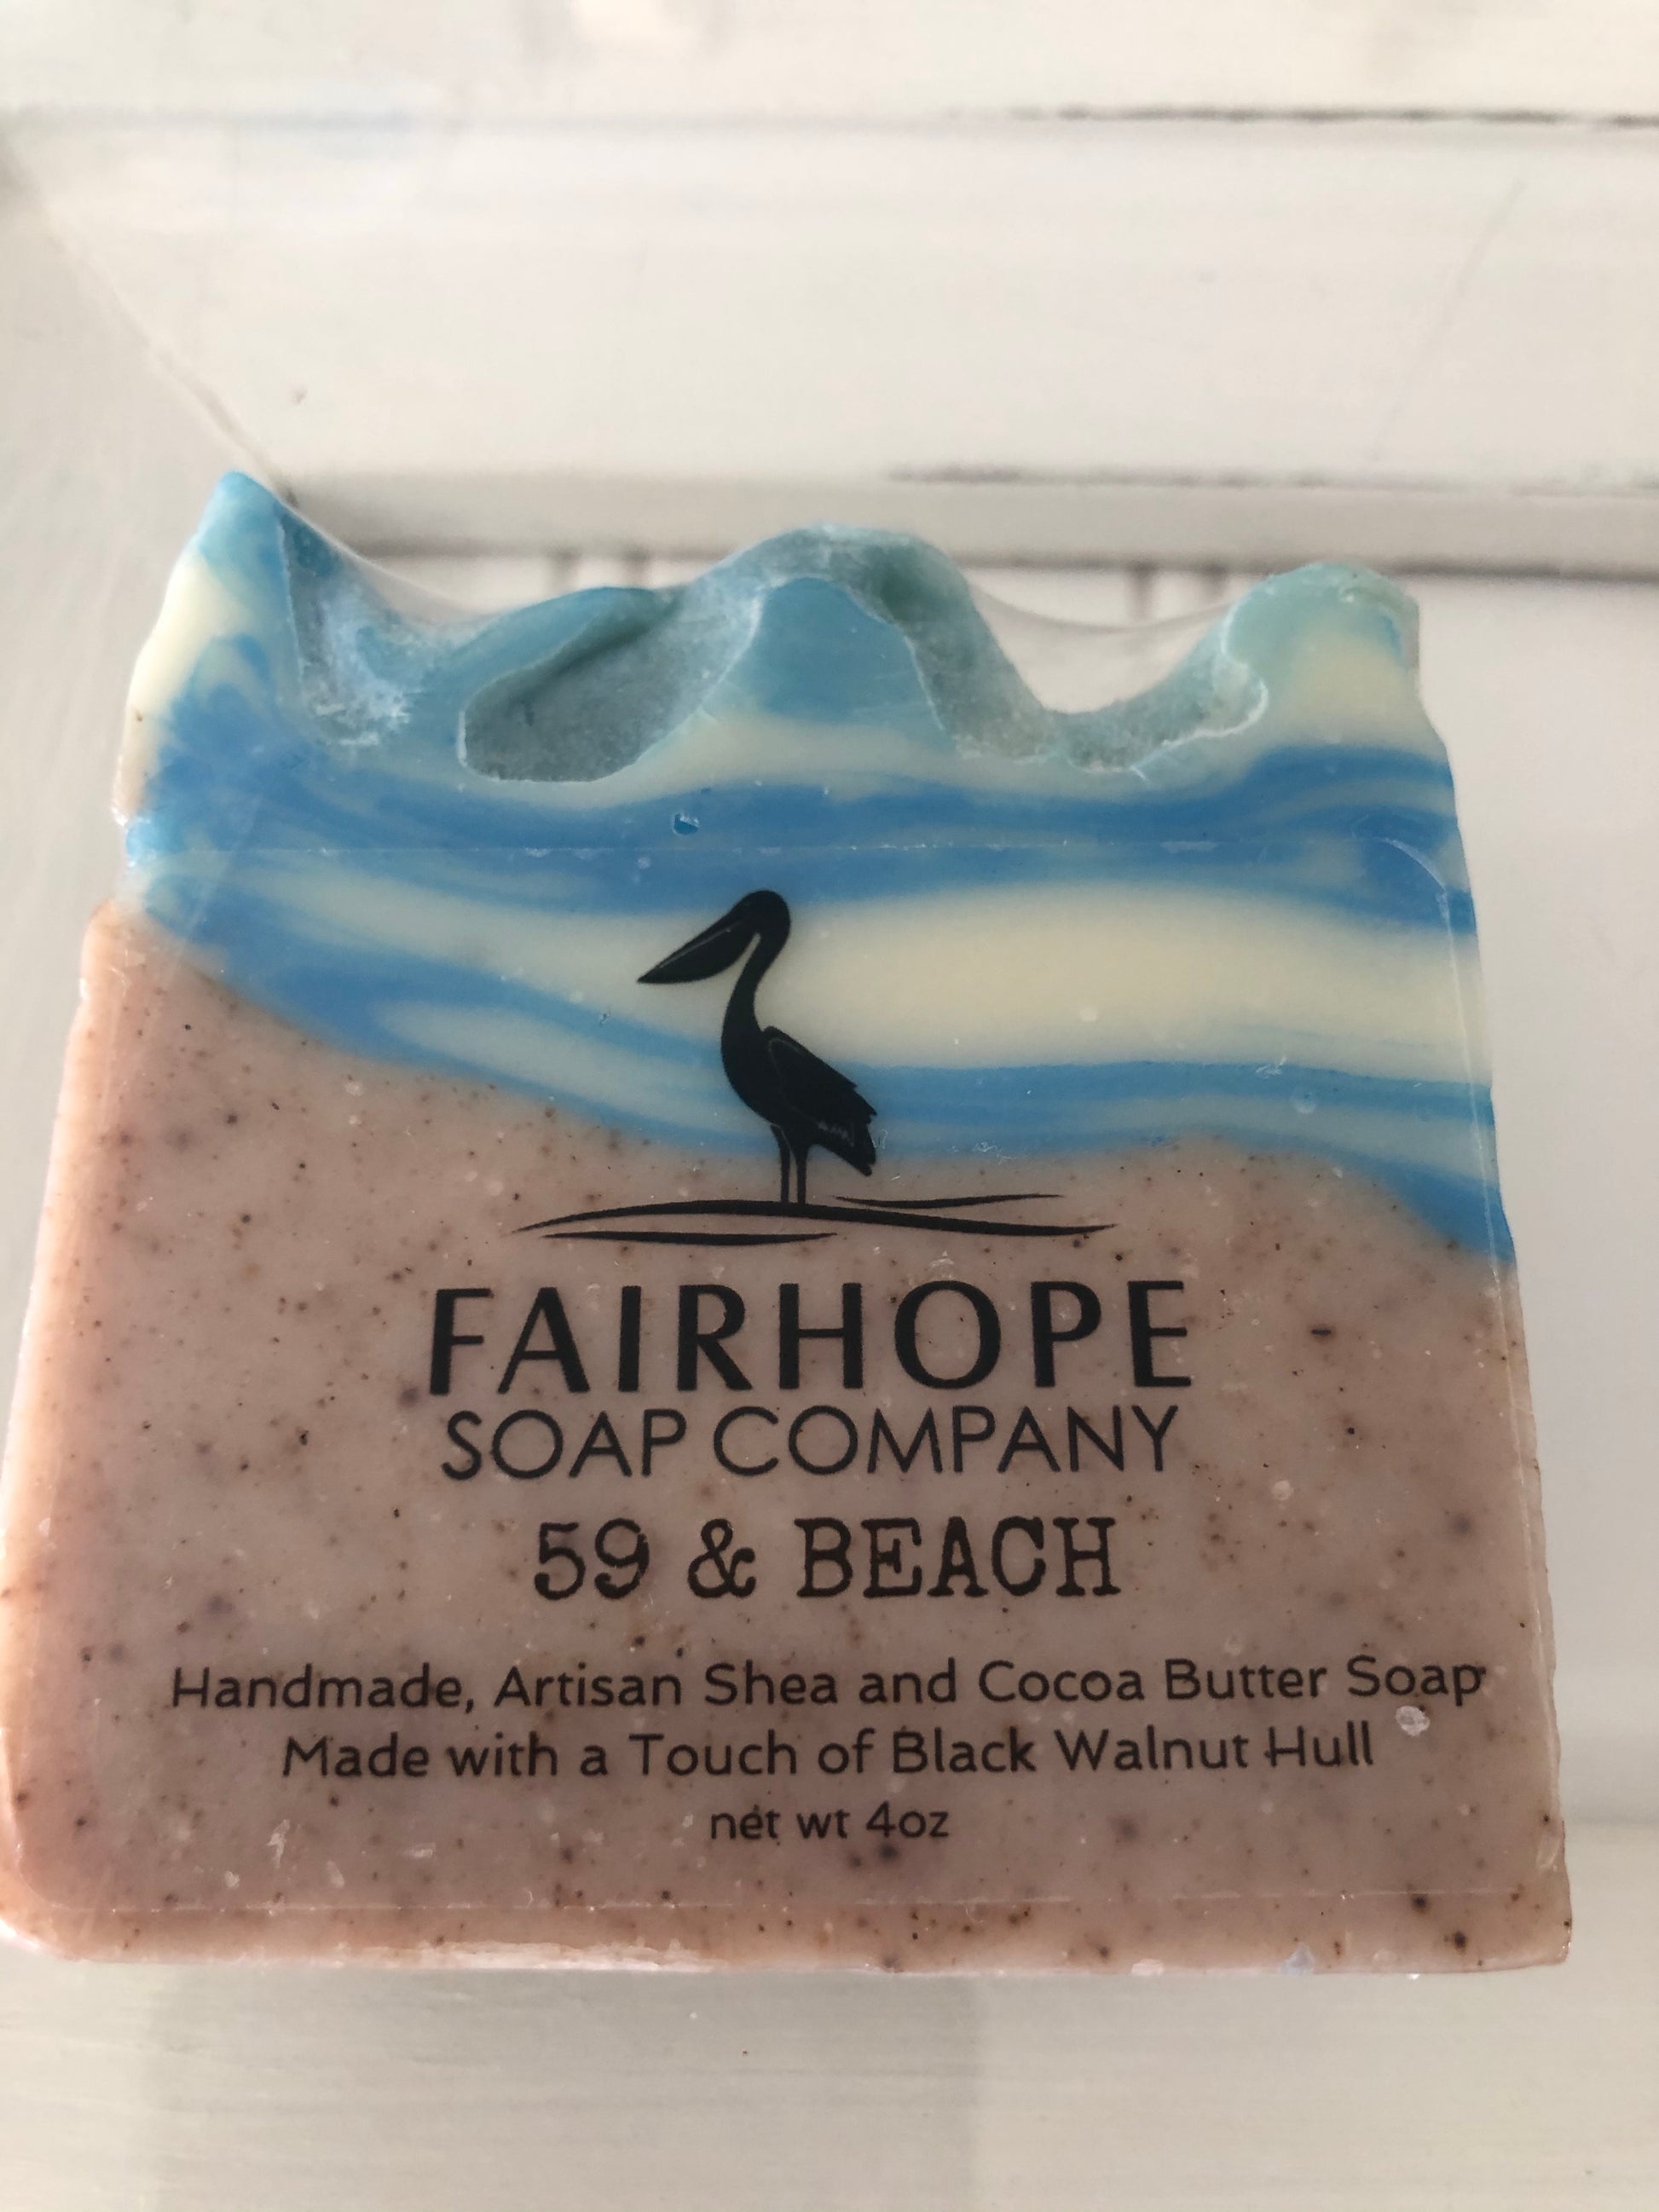 FAIRHOPE
SOAP COMPANY
59 & BEACH
Handmade, Artisan Shea and Cocoa Butter Soap
Made with a Touch of Black Walnut Hull
net wt 4oz